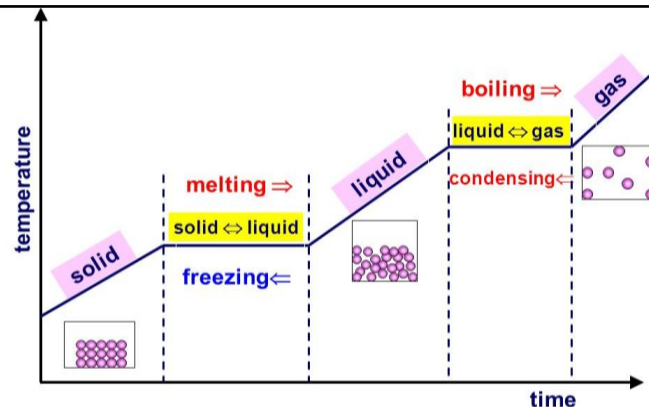 boiling ⇒
gas
liquid ⇔ gas
condensing⇐
liquid
melting ⇒
solid ⇔ liquid
freezing⇐
solid
temperature
time